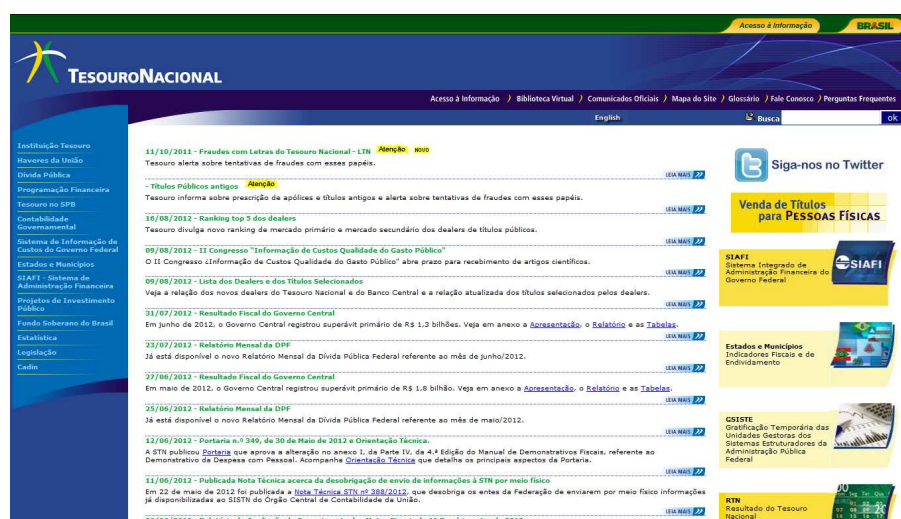 Acesso à Informação
BRASIL
TESOURONACIONAL
Acesso à Informação
Biblioteca Virtual
Comunicados Oficiais
Mapa do Site
Glossário
Fale Conosco
Perguntas Frequentes
English
Busca
ok
Instituição Tesouro
Haveres da União
Dívida Pública
Programação Financeira
Tesouro no SPB
Contabilidade
Governamental
Sistema de Informação de
Custos do Governo Federal
Estados e Municípios
SIAFI - Sistema de
Administração Financeira
Projetos de Investimento
Público
Fundo Soberano do Brasil
Estatística
Legislação
Cadin
11/10/2011 - Fraudes com Letras do Tesouro Nacional - LTN Atenção NOVO
Tesouro alerta sobre tentativas de fraudes com esses papéis.
LEIA MAIS
- Títulos Públicos antigos Atenção
Tesouro informa sobre prescrição de apólices e títulos antigos e alerta sobre tentativas de fraudes com esses papéis.
LEIA MAIS
16/08/2012 - Ranking top 5 dos dealers
Tesouro divulga novo ranking de mercado primário e mercado secundário dos dealers de títulos públicos.
LEIA MAIS
09/08/2012 - II Congresso "Informação de Custos Qualidade do Gasto Público"
O II Congresso ¿Informação de Custos Qualidade do Gasto Público" abre prazo para recebimento de artigos científicos.
LEIA MAIS
09/08/2012 - Lista dos Dealers e dos Títulos Selecionados
Veja a relação dos novos dealers do Tesouro Nacional e do Banco Central e a relação atualizada dos títulos selecionados pelos dealers.
LEIA MAIS
31/07/2012 - Resultado Fiscal do Governo Central
Em junho de 2012, o Governo Central registrou superávit primário de R$ 1,3 bilhões. Veja em anexo a Apresentação, o Relatório e as Tabelas.
LEIA MAIS
23/07/2012 - Relatório Mensal da DPF
Já está disponível o novo Relatório Mensal da Dívida Pública Federal referente ao mês de junho/2012.
LEIA MAIS
27/06/2012 - Resultado Fiscal do Governo Central
Em maio de 2012, o Governo Central registrou superávit primário de R$ 1,8 bilhão. Veja em anexo a Apresentação, o Relatório e as Tabelas.
LEIA MAIS
25/06/2012 - Relatório Mensal da DPF
Já está disponível o novo Relatório Mensal da Dívida Pública Federal referente ao mês de maio/2012.
LEIA MAIS
12/06/2012 - Portaria n.º 349, de 30 de Maio de 2012 e Orientação Técnica.
A STN publicou Portaria que aprova a alteração no anexo I, da Parte IV, da 4.ª Edição do Manual de Demonstrativos Fiscais, referente ao
Demonstrativo da Despesa com Pessoal. Acompanha Orientação Técnica que detalha os principais aspectos da Portaria.
LEIA MAIS
11/06/2012 - Publicada Nota Técnica acerca da desobrigação de envio de informações à STN por meio físico
Em 22 de maio de 2012 foi publicada a Nota Técnica STN nº 388/2012, que desobriga os entes da Federação de enviarem por meio físico informações
já disponibilizadas ao SISTN do Órgão Central de Contabilidade da União.
LEIA MAIS
Siga-nos no Twitter
Venda de Títulos
para PESSOAS FÍSICAS
SIAFI
Sistema Integrado de
Administração Financeira do
Governo Federal
SIAFI
Estados e Municípios
Indicadores Fiscais e de
Endividamento
GSISTE
Gratificação Temporária das
Unidades Gestoras dos
Sistemas Estruturadores da
Administração Pública
Federal
RTN
Resultado do Tesouro
Nacional